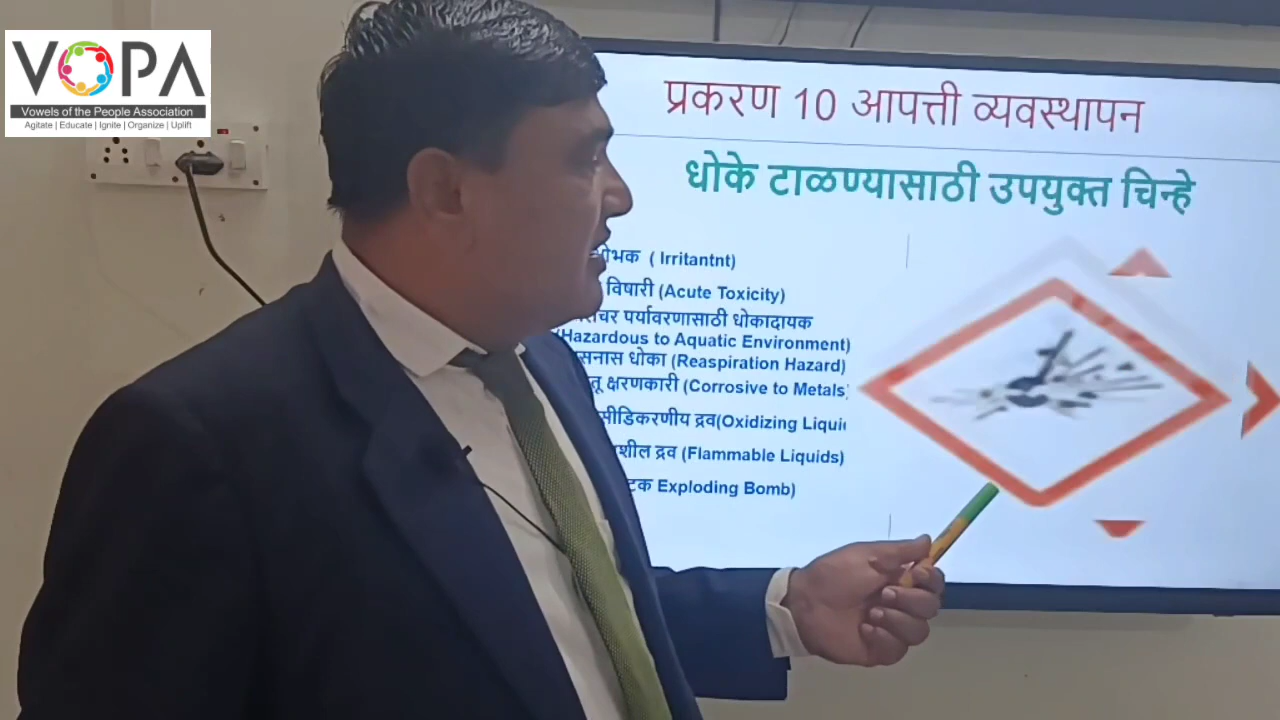 VOPA
Vowels of the People Association
Agitate | Educate | Ignite | Organize | Uplift
प्रकरण 10 आपत्ती व्यवस्थापन
धोके टाळण्यासाठी उपयुक्त चिन्हे
( Irritantnt)
विषारी (Acute Toxicity)
पर्यावरणासाठी धोकादायक
(Hazardous to Aquatic Environment)
धोका (Reaspiration Hazard)
क्षरणकारी (Corrosive to Metals
द्रव(Oxidizing
द्रव (Flammable Liquids)
Exploding Bomb)